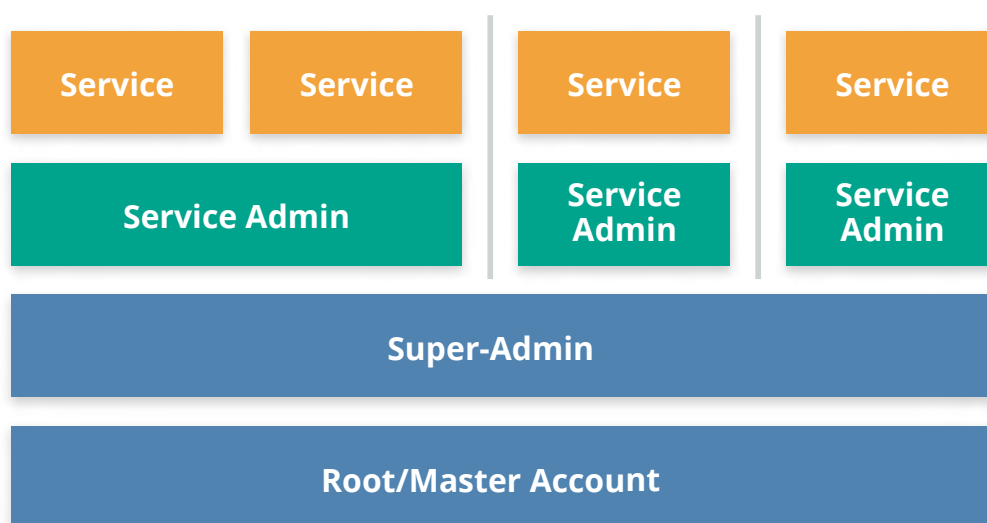 Service
Service
Service
Service
Service Admin
Service
Admin
Service
Admin
Super-Admin
Root/Master Account